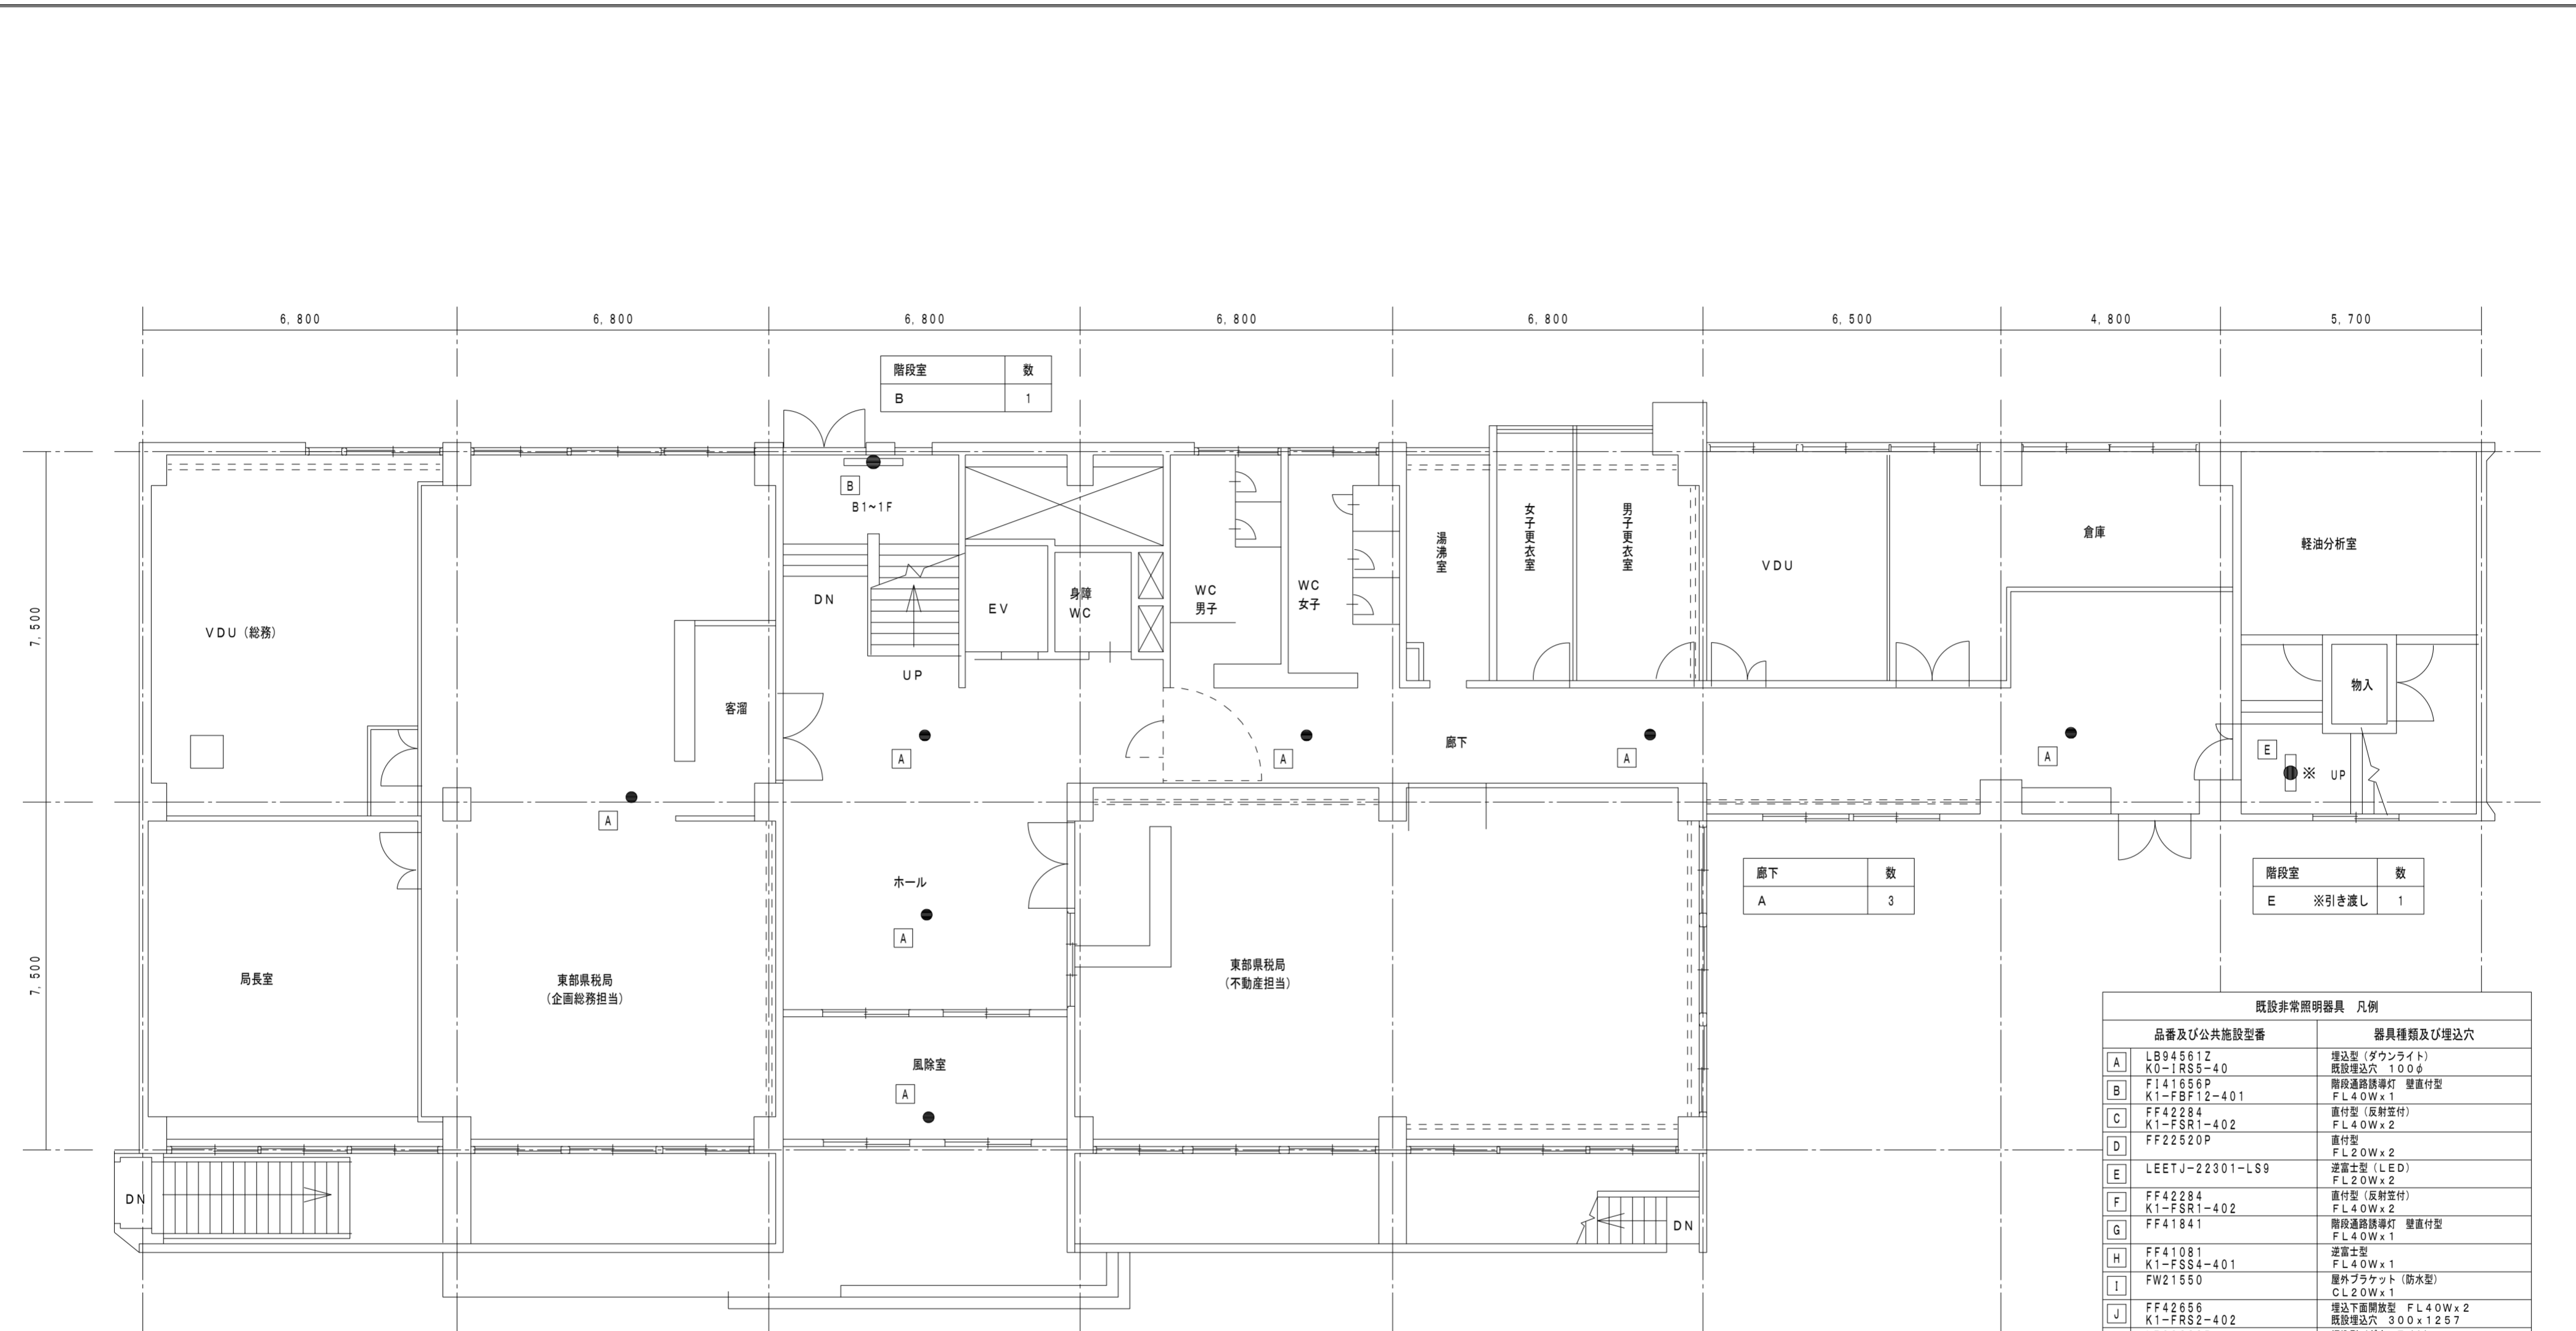 6,800
6,800
6,800
6,800
6,800
6,500
4,800
5,700
階段室 数
B 1
B
B1~1F
7,500
VDU（総務）
DN
UP
EV
身障
WC
WC
男子
WC
女子
湯沸室
女子更衣室
男子更衣室
VDU
倉庫
軽油分析室
物入
客溜
A
A
廊下
A
A
E
※ UP
A
ホール
A
廊下 数
A 3
階段室 数
E ※引き渡し 1
7,500
局長室
東部県税局
（企画総務担当）
東部県税局
（不動産担当）
風除室
A
DN
DN
既設非常照明器具 凡例
品番及び公共施設型番 器具種類及び埋込穴
A LB94561Z 埋込型（ダウンライト）
K0-IRS5-40 既設埋込穴 100φ
B FI41656P 階段通路誘導灯 壁直付型
K1-FBF12-401 FL40Wx1
C FF42284 直付型（反射笠付）
K1-FSR1-402 FL40Wx2
D FF22520P 直付型
FL20Wx2
E LEETJ-22301-LS9 逆富士型（LED）
FL20Wx2
F FF42284 直付型（反射笠付）
K1-FSR1-402 FL40Wx2
G FF41841 階段通路誘導灯 壁直付型
FL40Wx1
H FF41081 逆富士型
K1-FSS4-401 FL40Wx1
I FW21550 屋外ブラケット（防水型）
CL20Wx1
J FF42656 埋込下面開放型 FL40Wx2
K1-FRS2-402 既設埋込穴 300x1257